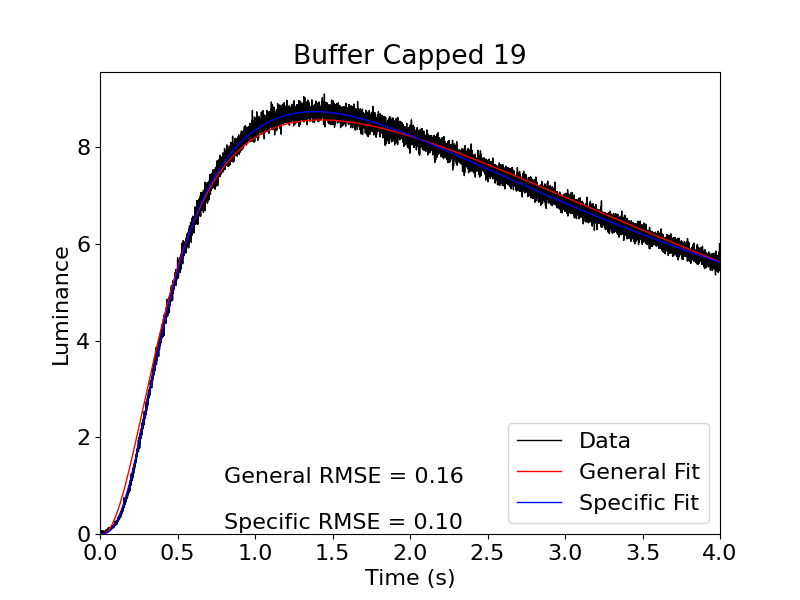 Buffer Capped 19
Luminance
8
6
4
2
0
General RMSE = 0.16
Specific RMSE = 0.10
Data
General Fit
Specific Fit
0.0 0.5 1.0 1.5 2.0 2.5 3.0 3.5 4.0
Time (s)